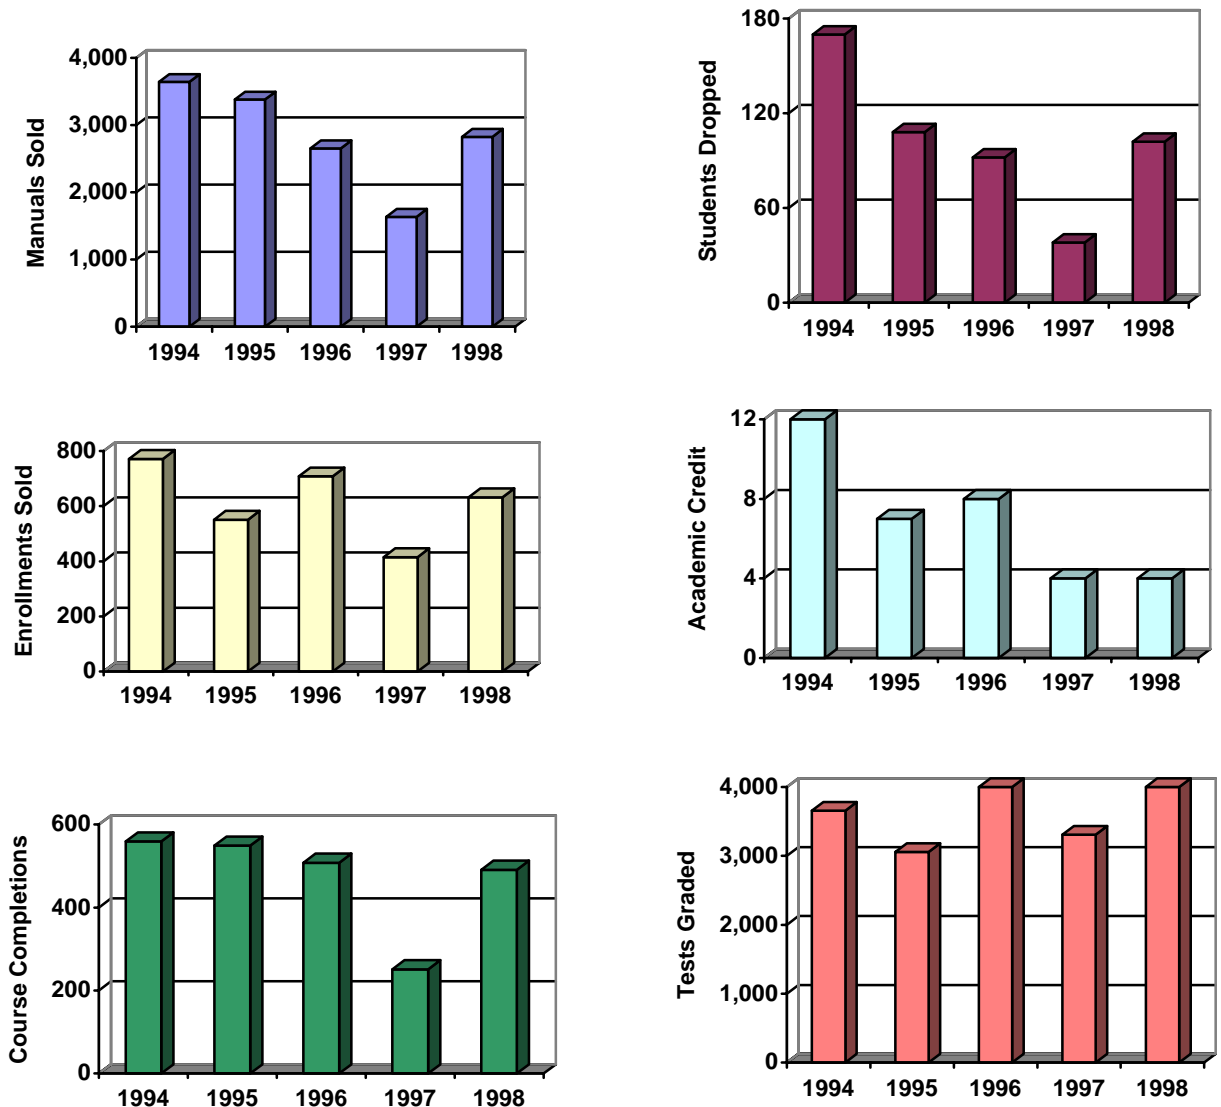 Manuals Sold
4,000
3,000
2,000
1,000
0
1994 1995 1996 1997 1998
Students Dropped
180
120
60
0
1994 1995 1996 1997 1998
Enrollments Sold
800
600
400
200
0
1994 1995 1996 1997 1998
Academic Credit
12
8
4
0
1994 1995 1996 1997 1998
Course Completions
600
400
200
0
1994 1995 1996 1997 1998
Tests Graded
4,000
3,000
2,000
1,000
0
1994 1995 1996 1997 1998